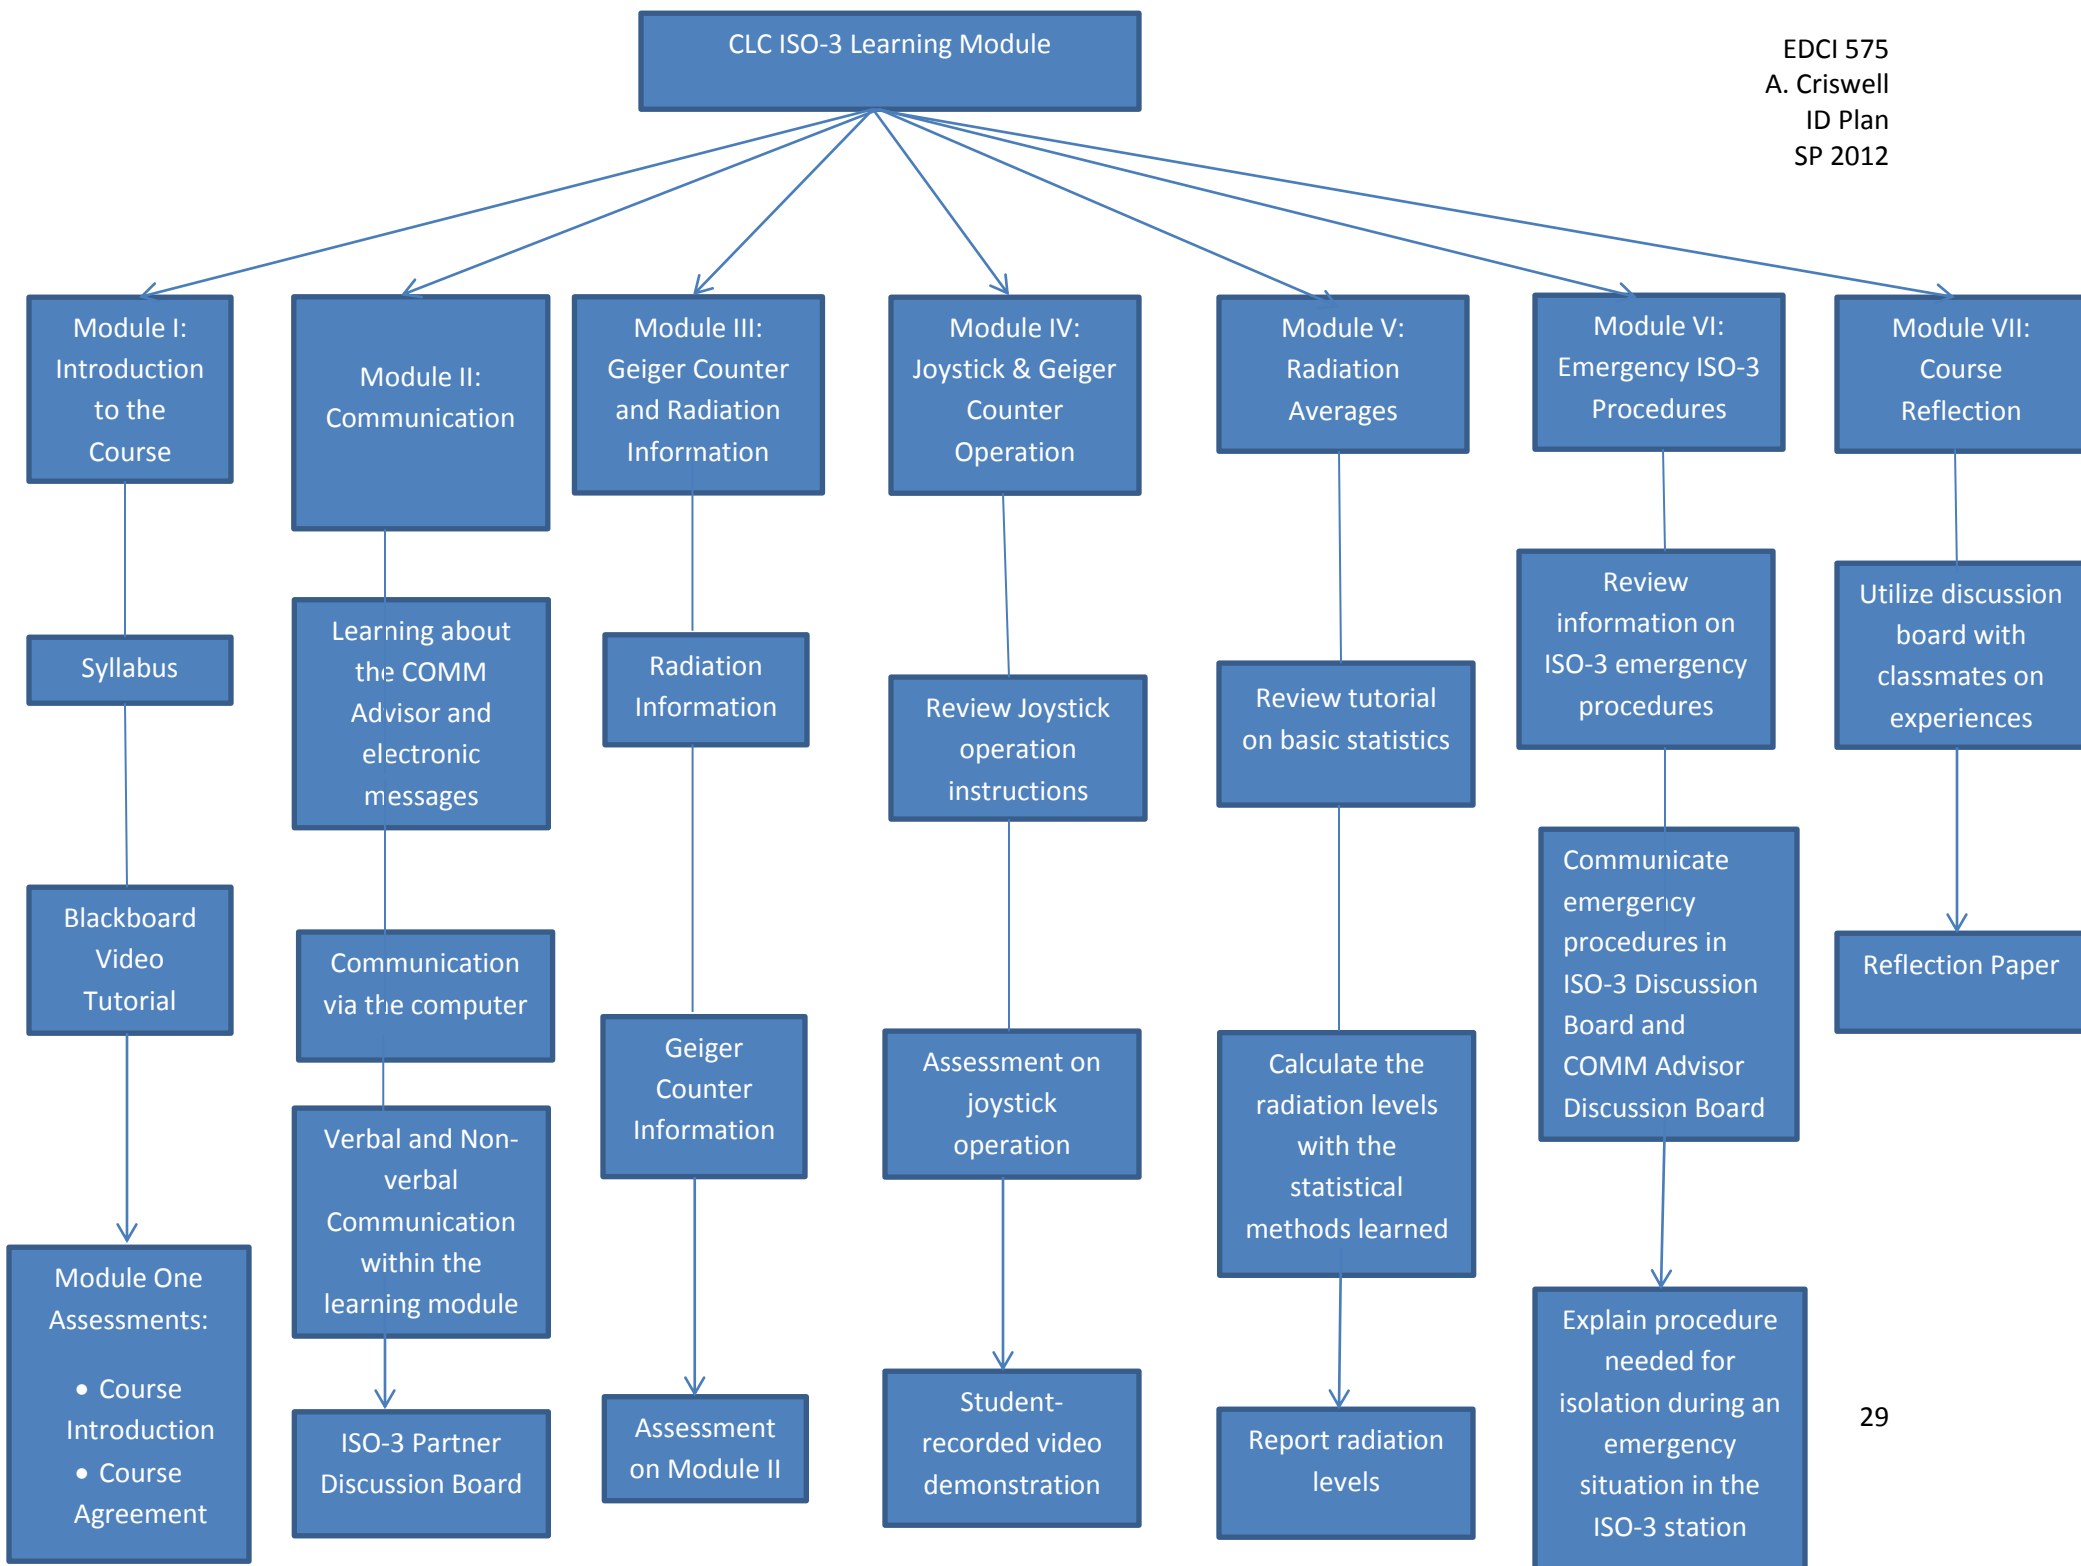 CLC ISO-3 Learning Module
EDCI 575
A. Criswell
ID Plan
SP 2012
Module I:
Introduction
to the
Course
Syllabus
Blackboard
Video
Tutorial
Module One
Assessments:
• Course
Introduction
• Course
Agreement
Module II:
Communication
Learning about
the COMM
Advisor and
electronic
messages
Communication
via the computer
Verbal and Non-
verbal
Communication
within the
learning module
ISO-3 Partner
Discussion Board
Module III:
Geiger Counter
and Radiation
Information
Radiation
Information
Geiger
Counter
Information
Assessment
on Module II
Module IV:
Joystick & Geiger
Counter
Operation
Review Joystick
operation
instructions
Assessment on
joystick
operation
Student-
recorded video
demonstration
Module V:
Radiation
Averages
Review tutorial
on basic statistics
Calculate the
radiation levels
with the
statistical
methods learned
Report radiation
levels
Module VI:
Emergency ISO-3
Procedures
Review
information on
ISO-3 emergency
procedures
Communicate
emergency
procedures in
ISO-3 Discussion
Board and
COMM Advisor
Discussion Board
Explain procedure
needed for
isolation during an
emergency
situation in the
ISO-3 station
Module VII:
Course
Reflection
Utilize discussion
board with
classmates on
experiences
Reflection Paper
29